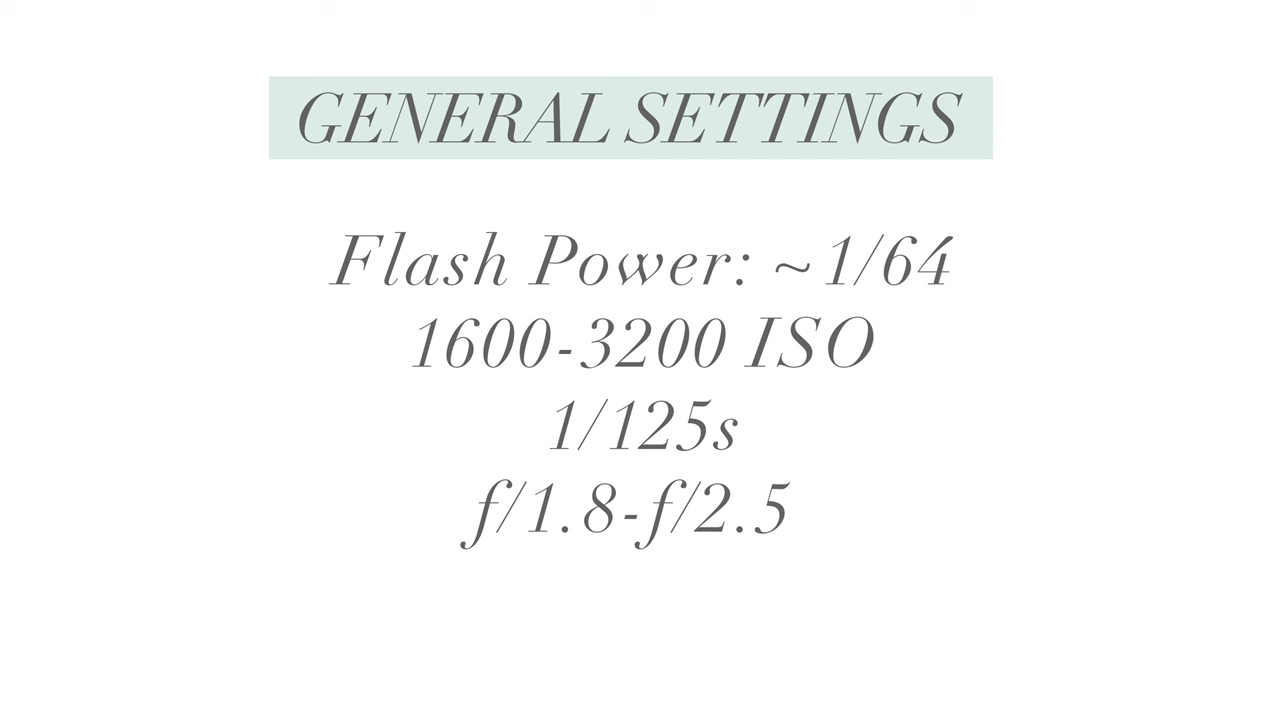 GENERAL SETTINGS
Flash Power: ~1/64
1600-3200 ISO
1/125s
f/1.8-f/2.5